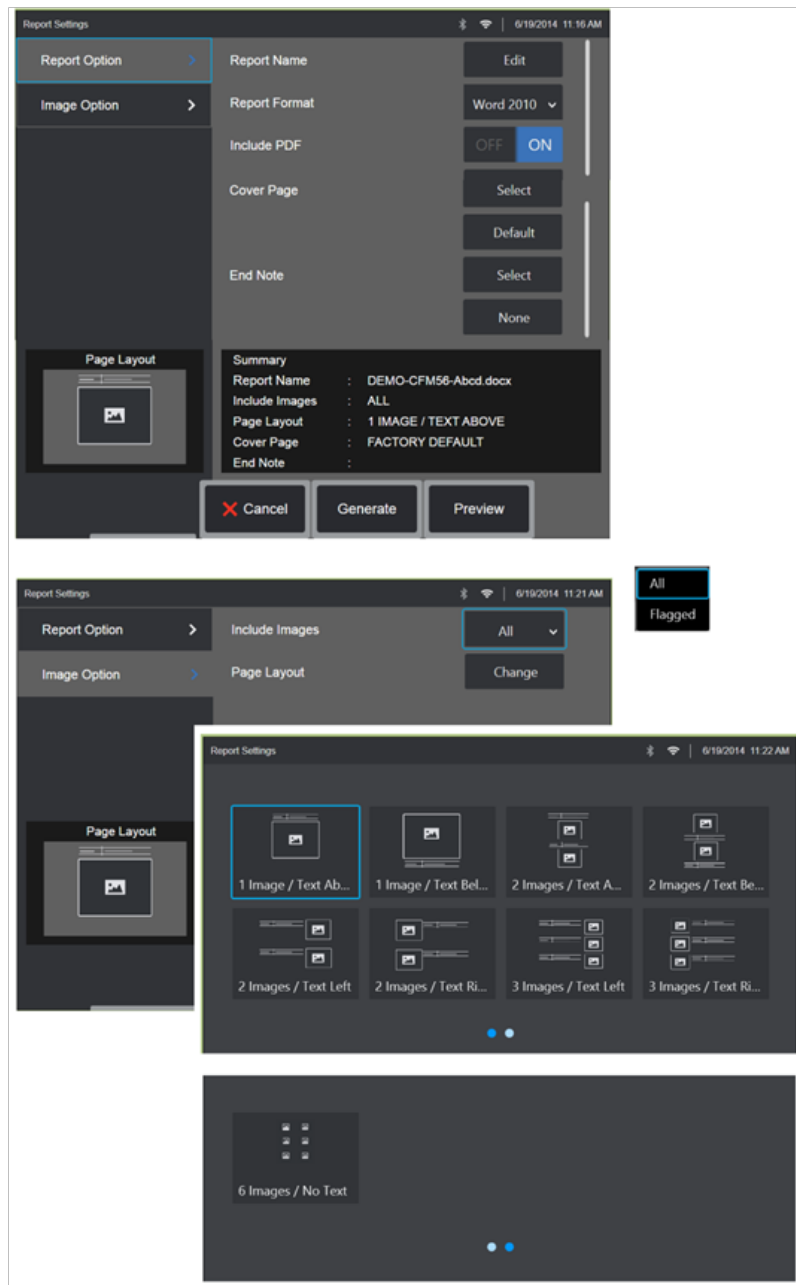 Report Settings 6/19/2014 11:16 AM
Report Option Report Name Edit
Image Option Report Format Word 2010
Include PDF OFF ON
Cover Page Select
Default
End Note Select
None
Page Layout
Summary
Report Name : DEMO-CFM56-Abcd.docx
Include Images : ALL
Page Layout : 1 IMAGE / TEXT ABOVE
Cover Page : FACTORY DEFAULT
End Note :
Cancel Generate Preview
Report Settings 6/19/2014 11:21 AM
Report Option Include Images All
Image Option Page Layout Change
All
Flagged
Page Layout
Report Settings 6/19/2014 11:22 AM
1 Image / Text Ab... 1 Image / Text Bel... 2 Images / Text A... 2 Images / Text Be...
2 Images / Text Left 2 Images / Text Ri... 3 Images / Text Left 3 Images / Text Ri...
6 Images / No Text